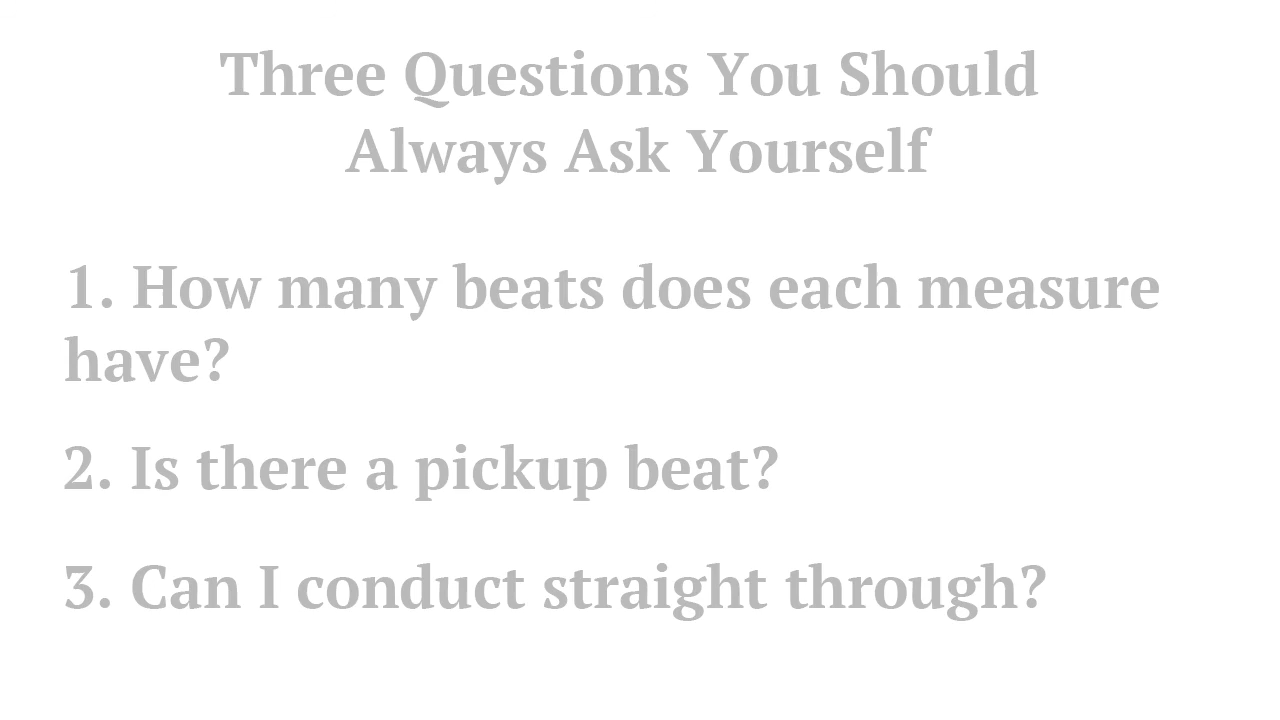 Three Questions You Should
Always Ask Yourself
1. How many beats does each measure
have?
2. Is there a pickup beat?
3. Can I conduct straight through?